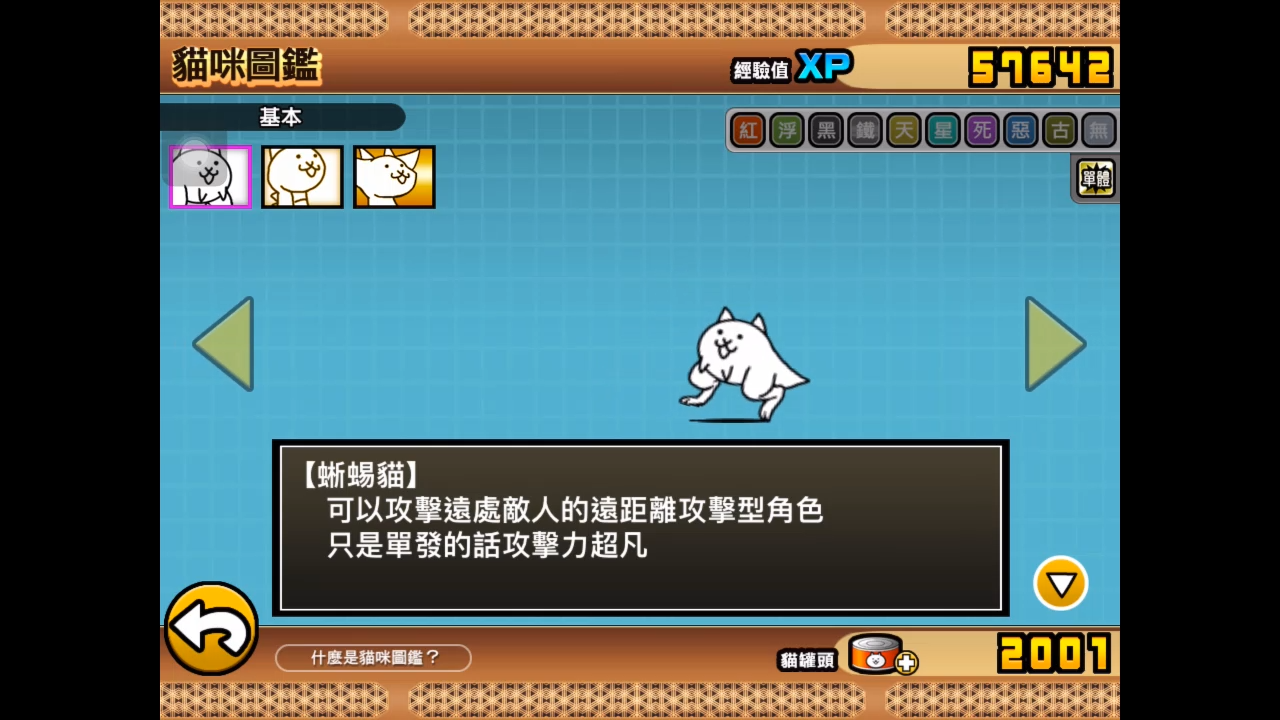 貓咪圖鑑
經驗值 XP 57642
基本
紅 浮 黑 鐵 天 星 死 惡 古 無
單體
【蜥蜴貓】
可以攻擊遠處敵人的遠距離攻擊型角色
只是單發的話攻擊力超凡
什麼是貓咪圖鑑？
貓罐頭 2001